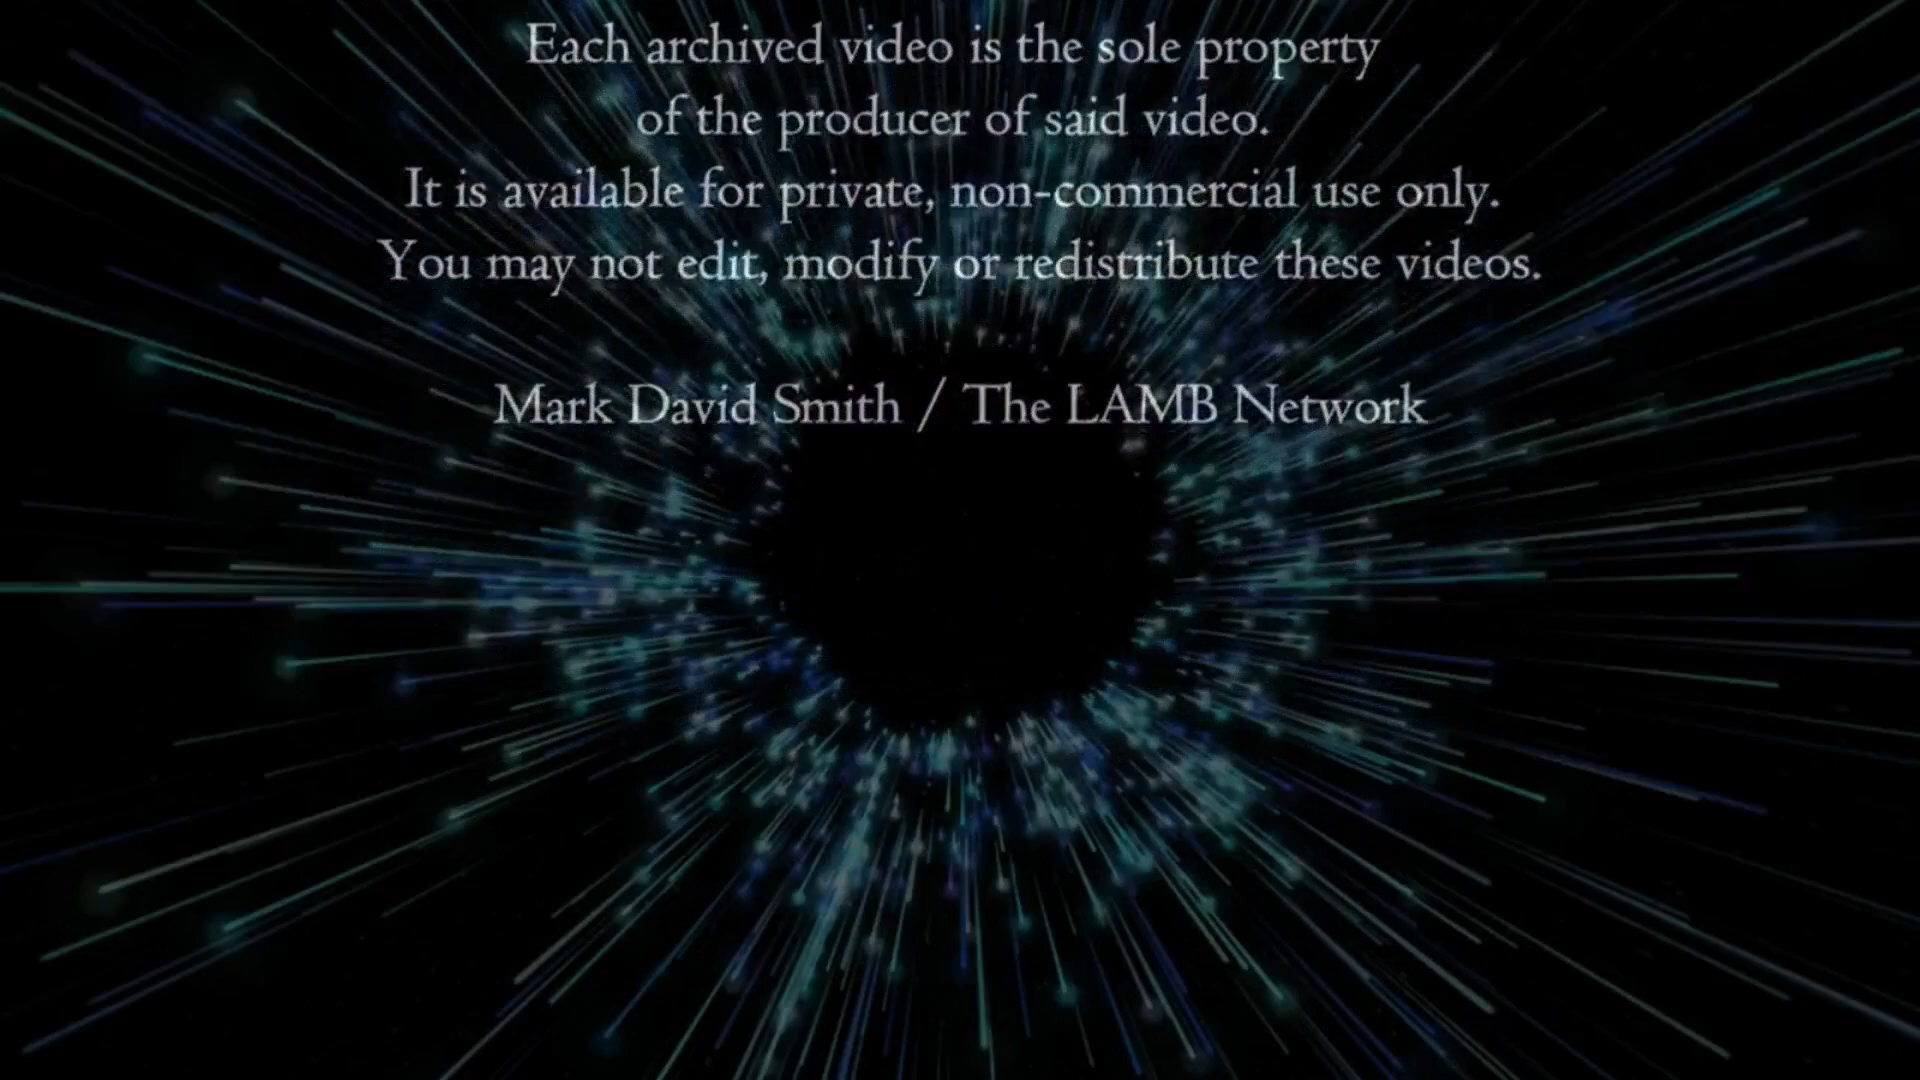 Each archived video is the sole property
of the producer of said video.
It is available for private, non-commercial use only.
You may not edit, modify or redistribute these videos.
Mark David Smith / The LAMB Network